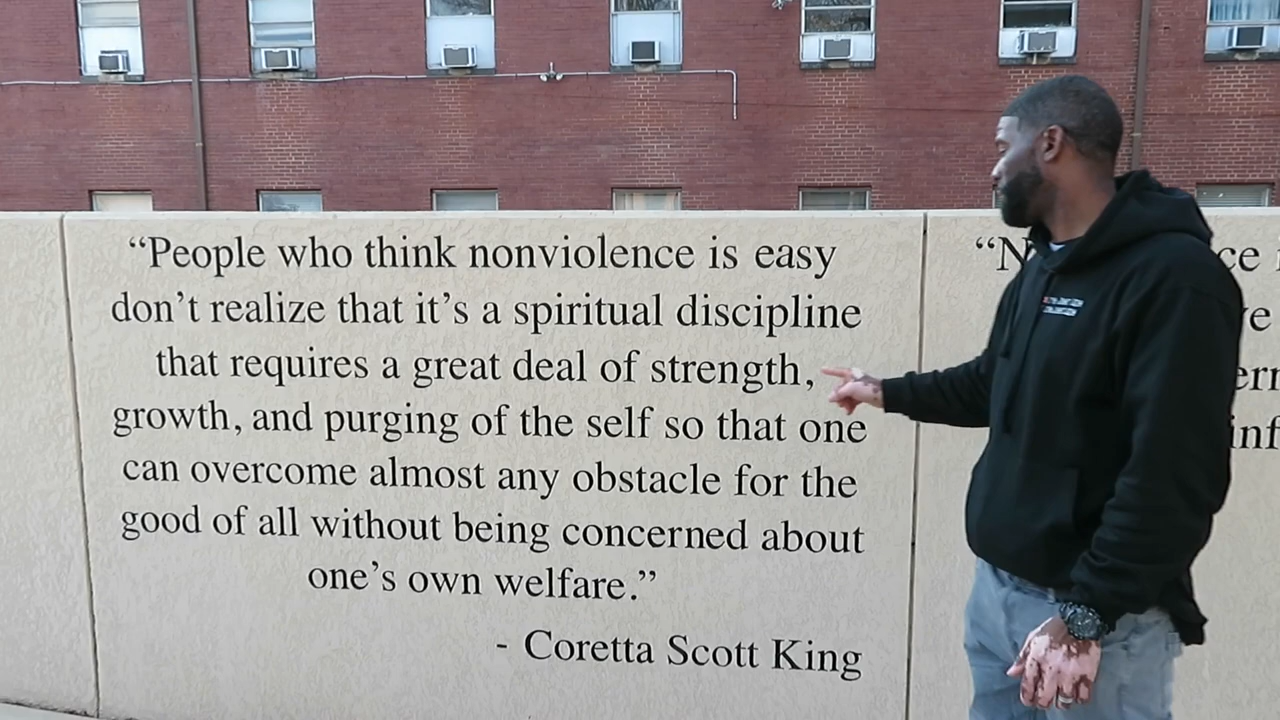 “People who think nonviolence is easy
don’t realize that it’s a spiritual discipline
that requires a great deal of strength,
growth, and purging of the self so that one
can overcome almost any obstacle for the
good of all without being concerned about
one’s own welfare.”
- Coretta Scott King